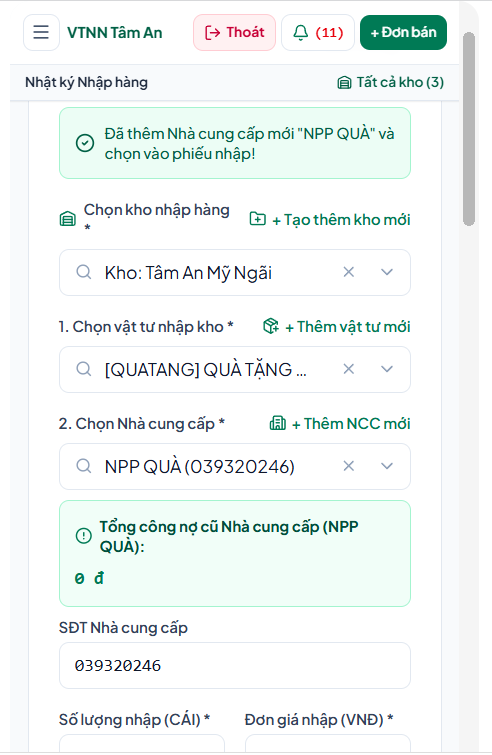 VTNN Tâm An
Thoát
(11)
+ Đơn bán
Nhật ký Nhập hàng
Tất cả kho (3)
Đã thêm Nhà cung cấp mới "NPP QUÀ" và
chọn vào phiếu nhập!
Chọn kho nhập hàng
*
+ Tạo thêm kho mới
Kho: Tâm An Mỹ Ngãi
1. Chọn vật tư nhập kho *
+ Thêm vật tư mới
[QUATANG] QUÀ TẶNG ...
2. Chọn Nhà cung cấp *
+ Thêm NCC mới
NPP QUÀ (039320246)
Tổng công nợ cũ Nhà cung cấp (NPP
QUÀ):
0 đ
SĐT Nhà cung cấp
039320246
Số lượng nhập (CÁI) *
Đơn giá nhập (VNĐ) *